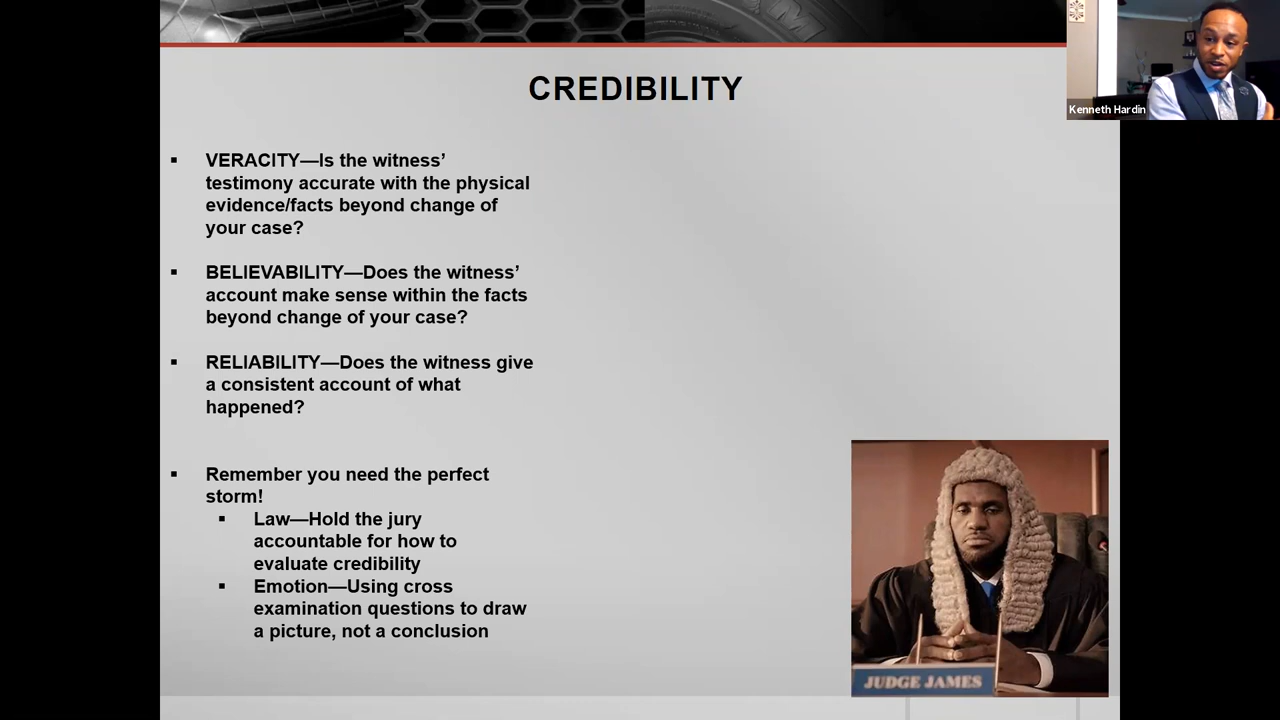 CREDIBILITY
Kenneth Hardin
▪ VERACITY—Is the witness’
testimony accurate with the physical
evidence/facts beyond change of
your case?
▪ BELIEVABILITY—Does the witness’
account make sense within the facts
beyond change of your case?
▪ RELIABILITY—Does the witness give
a consistent account of what
happened?
▪ Remember you need the perfect
storm!
▪ Law—Hold the jury
accountable for how to
evaluate credibility
▪ Emotion—Using cross
examination questions to draw
a picture, not a conclusion
JUDGE JAMES